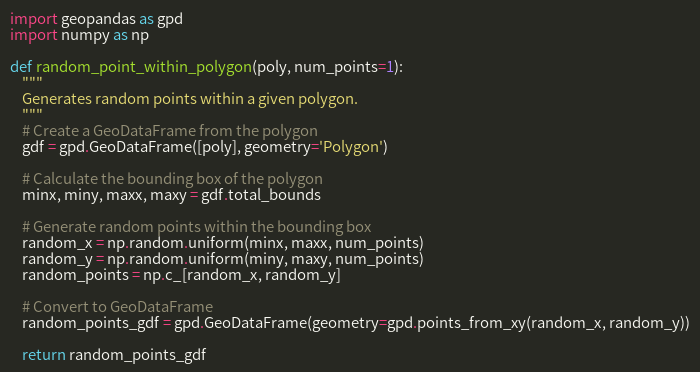 import geopandas as gpd
import numpy as np
def random_point_within_polygon(poly, num_points=1):
"""
Generates random points within a given polygon.
"""
# Create a GeoDataFrame from the polygon
gdf = gpd.GeoDataFrame([poly], geometry='Polygon')
# Calculate the bounding box of the polygon
minx, miny, maxx, maxy = gdf.total_bounds
# Generate random points within the bounding box
random_x = np.random.uniform(minx, maxx, num_points)
random_y = np.random.uniform(miny, maxy, num_points)
random_points = np.c_[random_x, random_y]
# Convert to GeoDataFrame
random_points_gdf = gpd.GeoDataFrame(geometry=gpd.points_from_xy(random_x, random_y))
return random_points_gdf